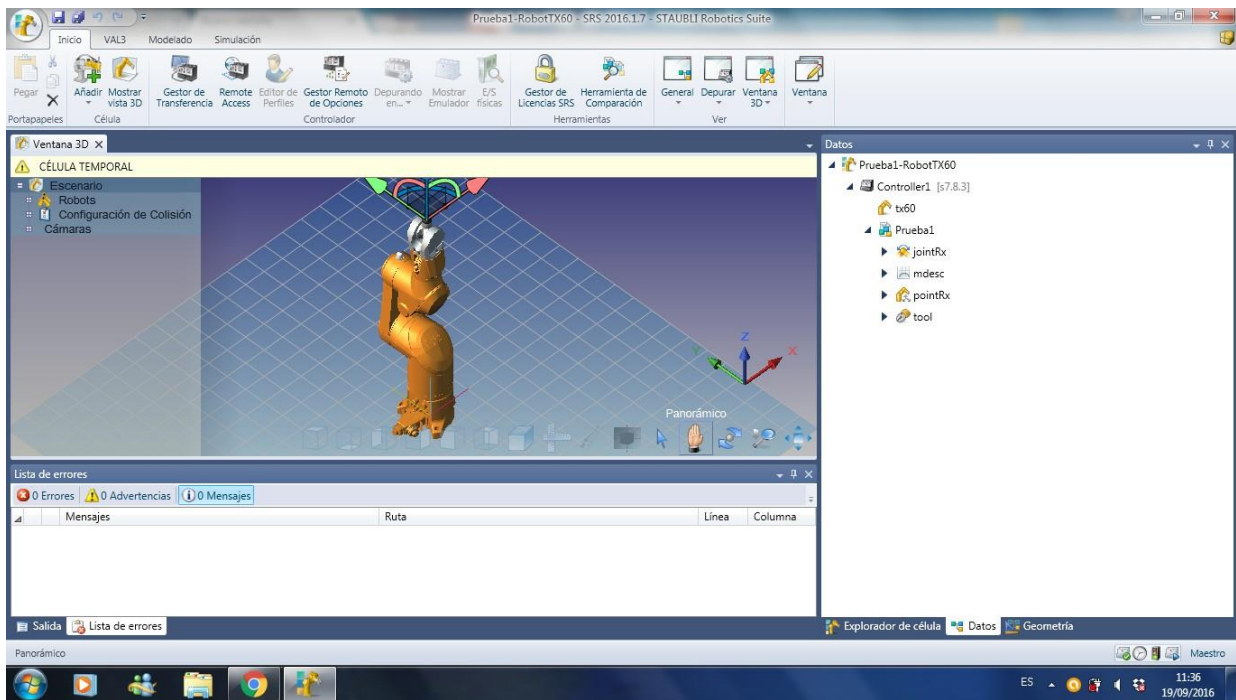 Prueba1-RobotTX60 - SRS 2016.1.7 - STAUBLI Robotics Suite
Inicio VAL3 Modelado Simulación
Pegar
Añadir Mostrar vista 3D
Gestor de Transferencia
Remote Access
Editor de Perfiles
Gestor Remoto de Opciones
Depurando en...
Mostrar Emulador
E/S físicas
Gestor de Licencias SRS
Herramienta de Comparación
General Depurar Ventana 3D
Ventana
Portapapeles Célula Controlador Herramientas Ver
Ventana 3D
CÉLULA TEMPORAL
Escenario
Robots
Configuración de Colisión
Cámaras
Z
Y X
Panorámico
Lista de errores
0 Errores 0 Advertencias 0 Mensajes
Mensajes Ruta Línea Columna
Salida Lista de errores
Datos
Prueba1-RobotTX60
Controller1 [s7.8.3]
tx60
Prueba1
jointRx
mdesc
pointRx
tool
Explorador de célula Datos Geometría
Panorámico Maestro
ES 11:36
19/09/2016